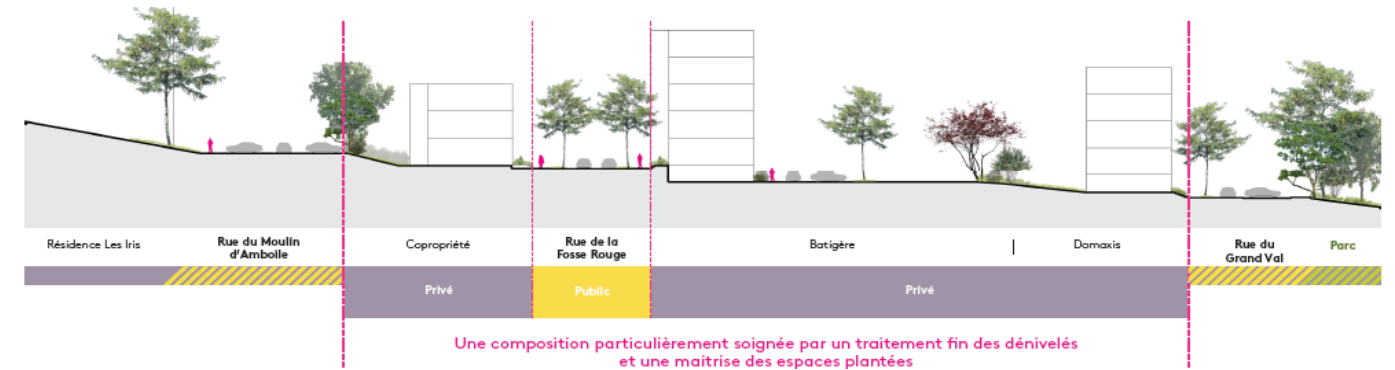 Résidence Les Iris
Rue du Moulin
d'Amboile
Copropriété
Rue de la
Fosse Rouge
Batigère
Domaxis
Rue du
Grand Val
Parc
Privé
Public
Privé
Une composition particulièrement soignée par un traitement fin des dénivelés
et une maitrise des espaces plantées